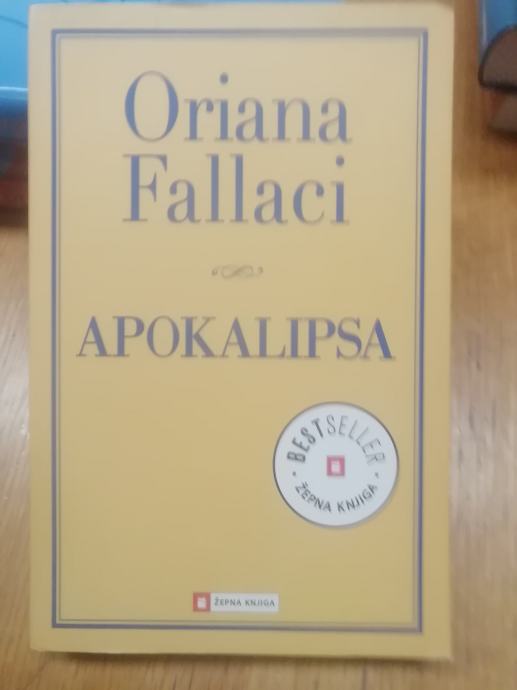 Oriana
Fallaci
APOKALIPSA
BESTSELLER
ŽEPNA KNJIGA
ŽEPNA KNJIGA